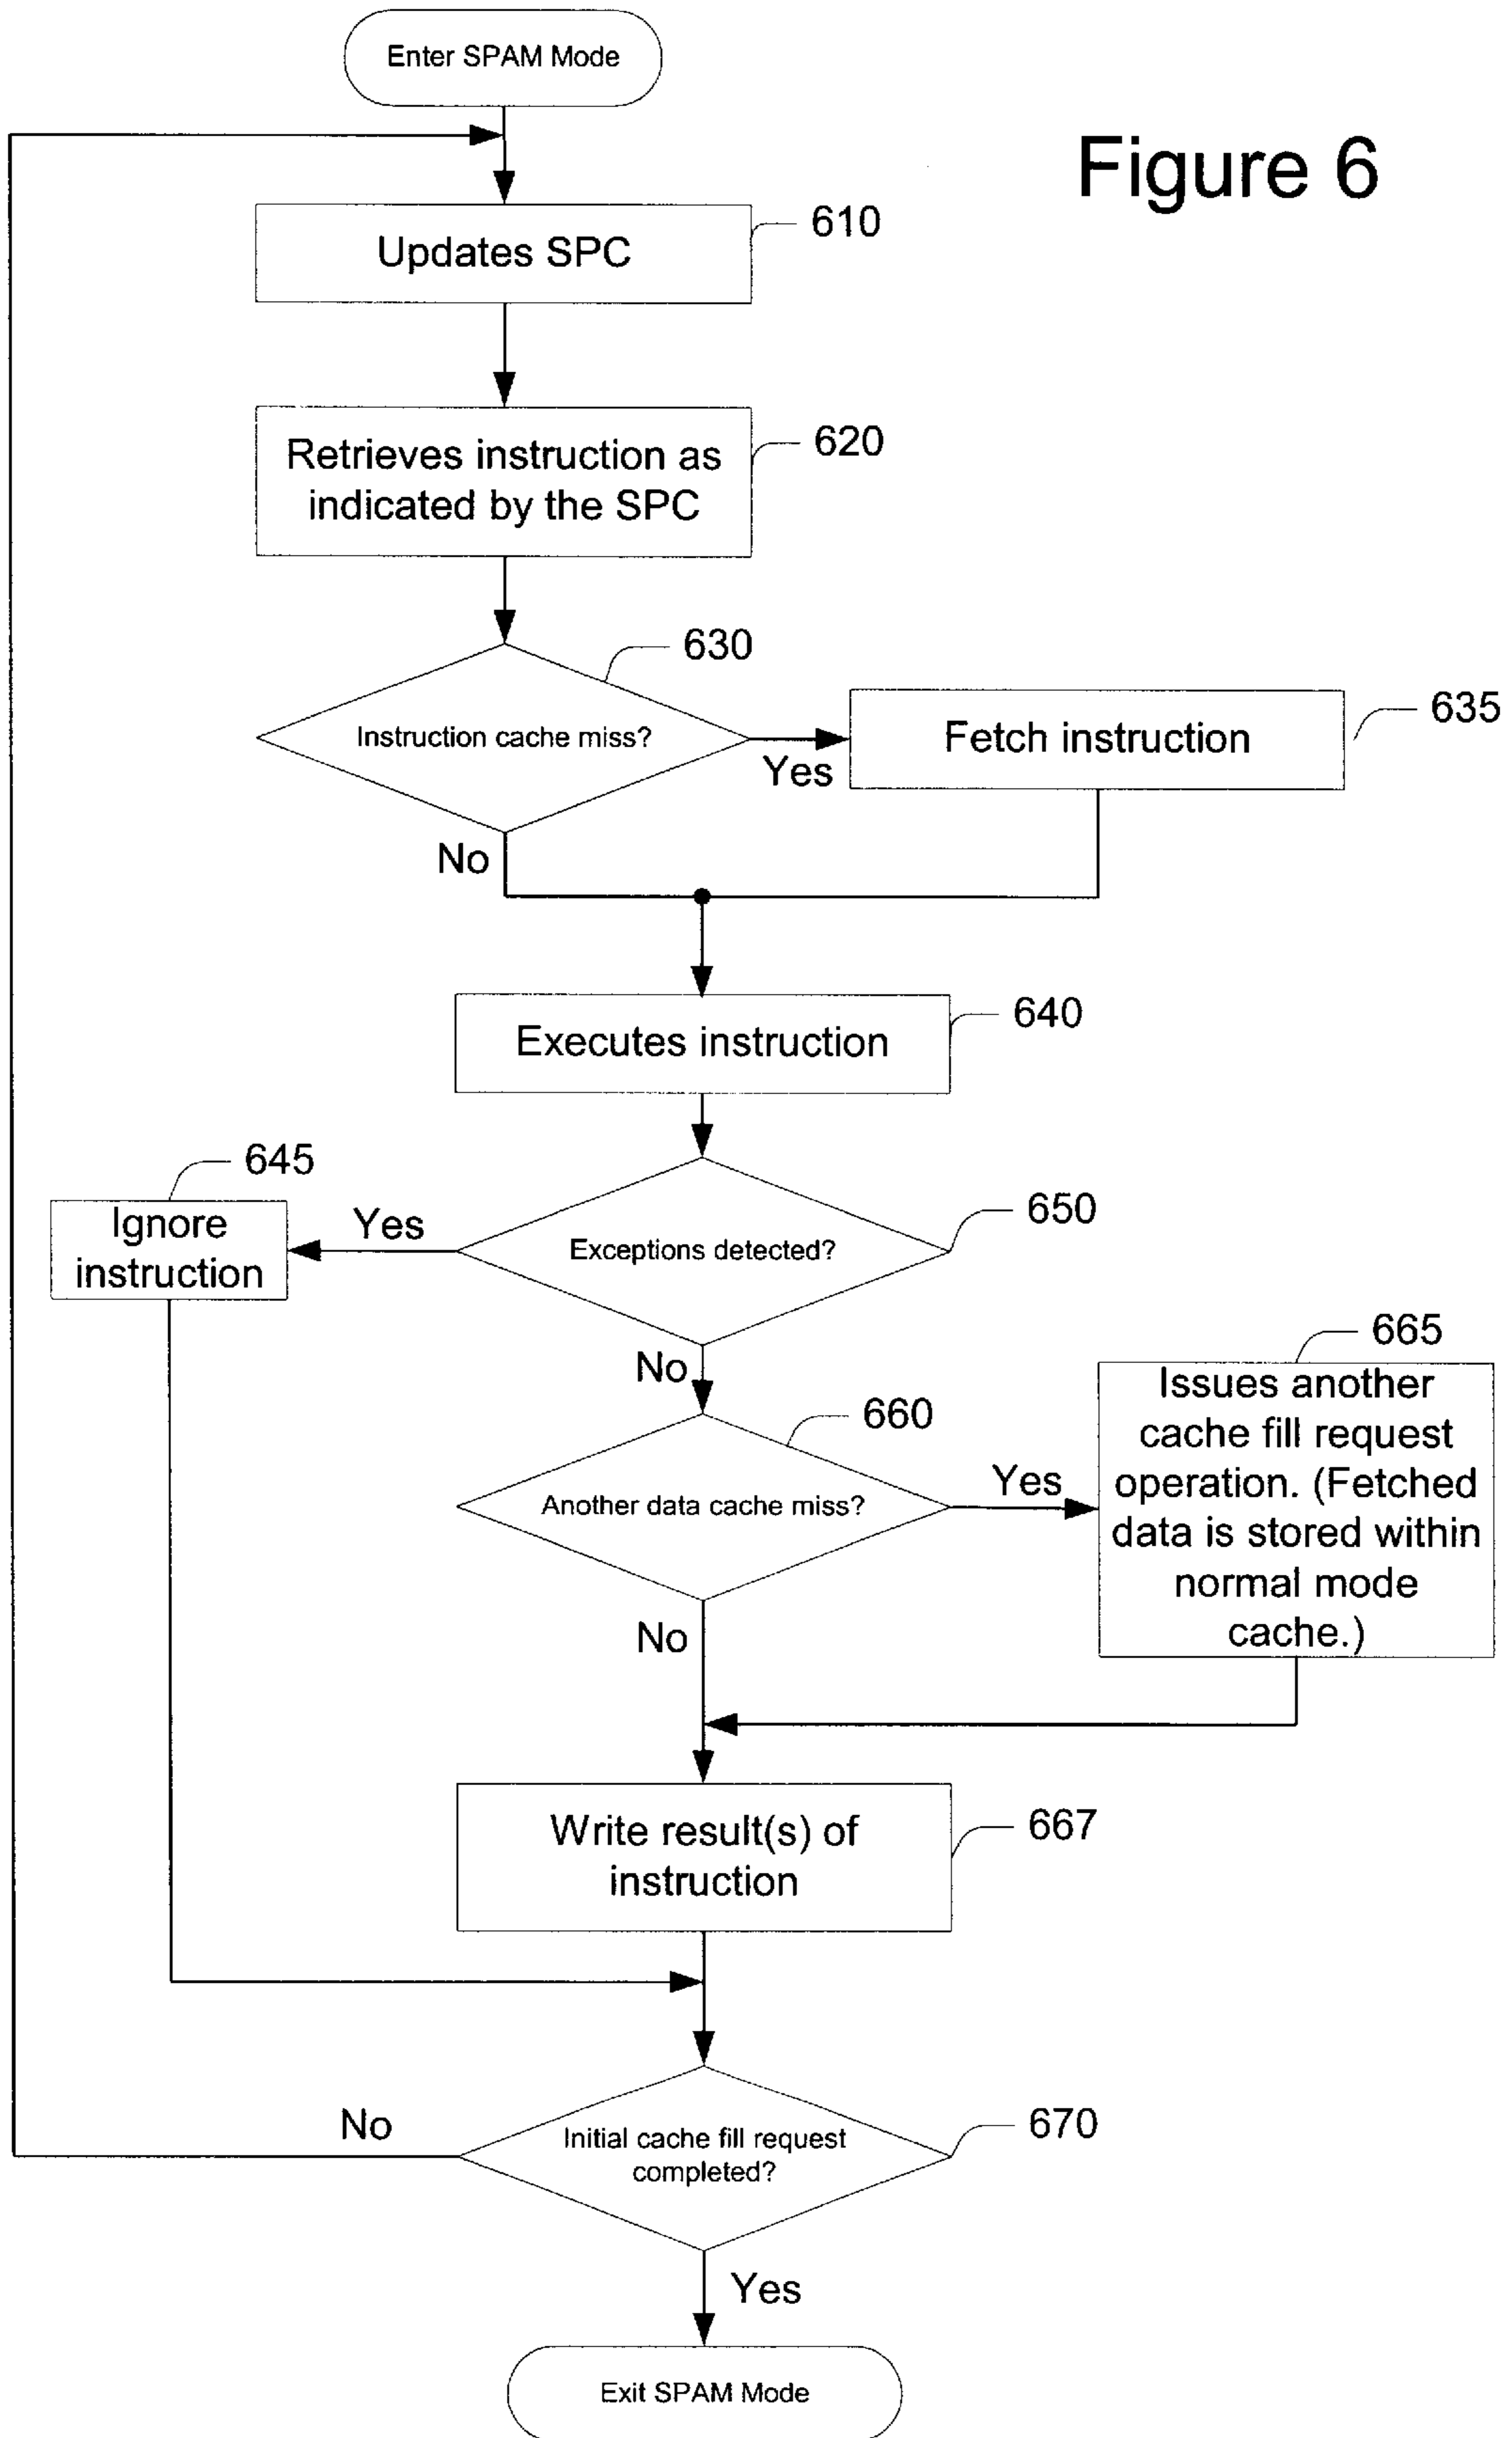 Enter SPAM Mode
Figure 6
Updates SPC
610
Retrieves instruction as
indicated by the SPC
620
630
Instruction cache miss?
Yes
Fetch instruction
635
No
Executes instruction
640
645
Ignore
instruction
Yes
Exceptions detected?
650
No
660
Another data cache miss?
Yes
665
Issues another
cache fill request
operation. (Fetched
data is stored within
normal mode
cache.)
No
Write result(s) of
instruction
667
No
Initial cache fill request
completed?
670
Yes
Exit SPAM Mode